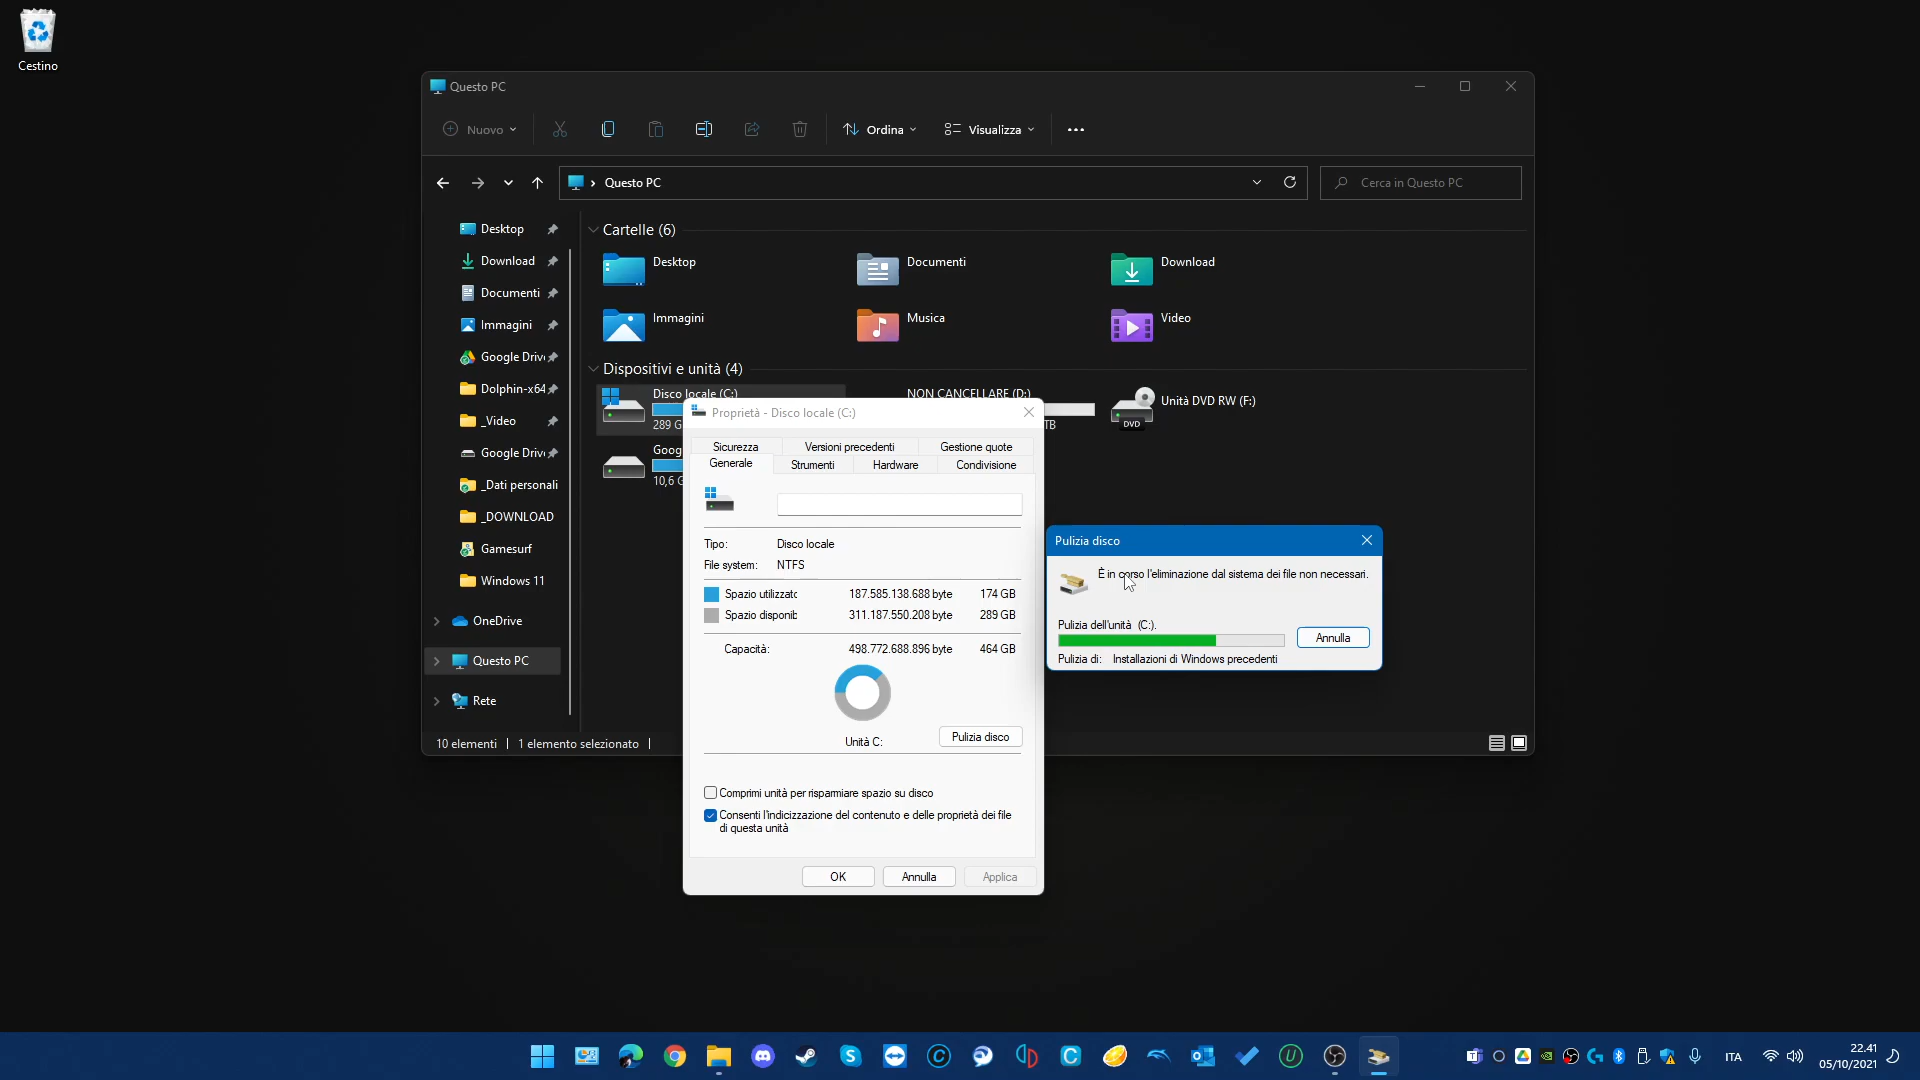 Cestino
Questo PC
Nuovo
Ordina
Visualizza
Questo PC
Cerca in Questo PC
Desktop
Download
Documenti
Immagini
Google Driv
Dolphin-x64
_Video
Google Driv
_Dati personali
_DOWNLOAD
Gamesurf
Windows 11
OneDrive
Questo PC
Rete
Cartelle (6)
Desktop
Documenti
Download
Immagini
Musica
Video
Dispositivi e unità (4)
Disco locale (C:)
289 G
NON CANCELLARE (D:)
TB
Unità DVD RW (F:)
DVD
Goog
10,6 G
10 elementi
1 elemento selezionato
Proprietà - Disco locale (C:)
Sicurezza
Versioni precedenti
Gestione quote
Generale
Strumenti
Hardware
Condivisione
Tipo: Disco locale
File system: NTFS
Spazio utilizzato 187.585.138.688 byte 174 GB
Spazio disponib 311.187.550.208 byte 289 GB
Capacità: 498.772.688.896 byte 464 GB
Unità C:
Pulizia disco
Comprimi unità per risparmiare spazio su disco
Consenti l'indicizzazione del contenuto e delle proprietà dei file
di questa unità
OK
Annulla
Applica
Pulizia disco
È in corso l'eliminazione dal sistema dei file non necessari.
Pulizia dell'unità (C:).
Annulla
Pulizia di: Installazioni di Windows precedenti
ITA
22.41
05/10/2021